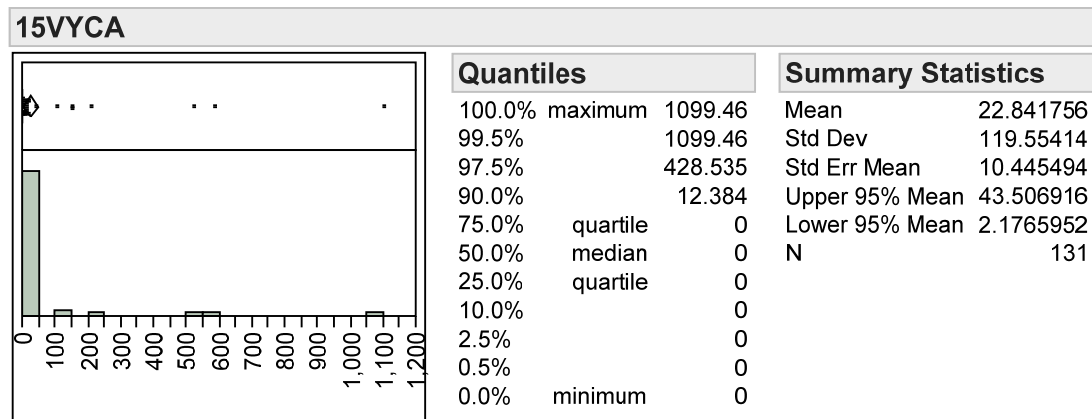 15VYCA
0
100
200
300
400
500
600
700
800
900
1,000
1,100
1,200
Quantiles
100.0% maximum 1099.46
99.5% 1099.46
97.5% 428.535
90.0% 12.384
75.0% quartile 0
50.0% median 0
25.0% quartile 0
10.0% 0
2.5% 0
0.5% 0
0.0% minimum 0
Summary Statistics
Mean 22.841756
Std Dev 119.55414
Std Err Mean 10.445494
Upper 95% Mean 43.506916
Lower 95% Mean 2.1765952
N 131